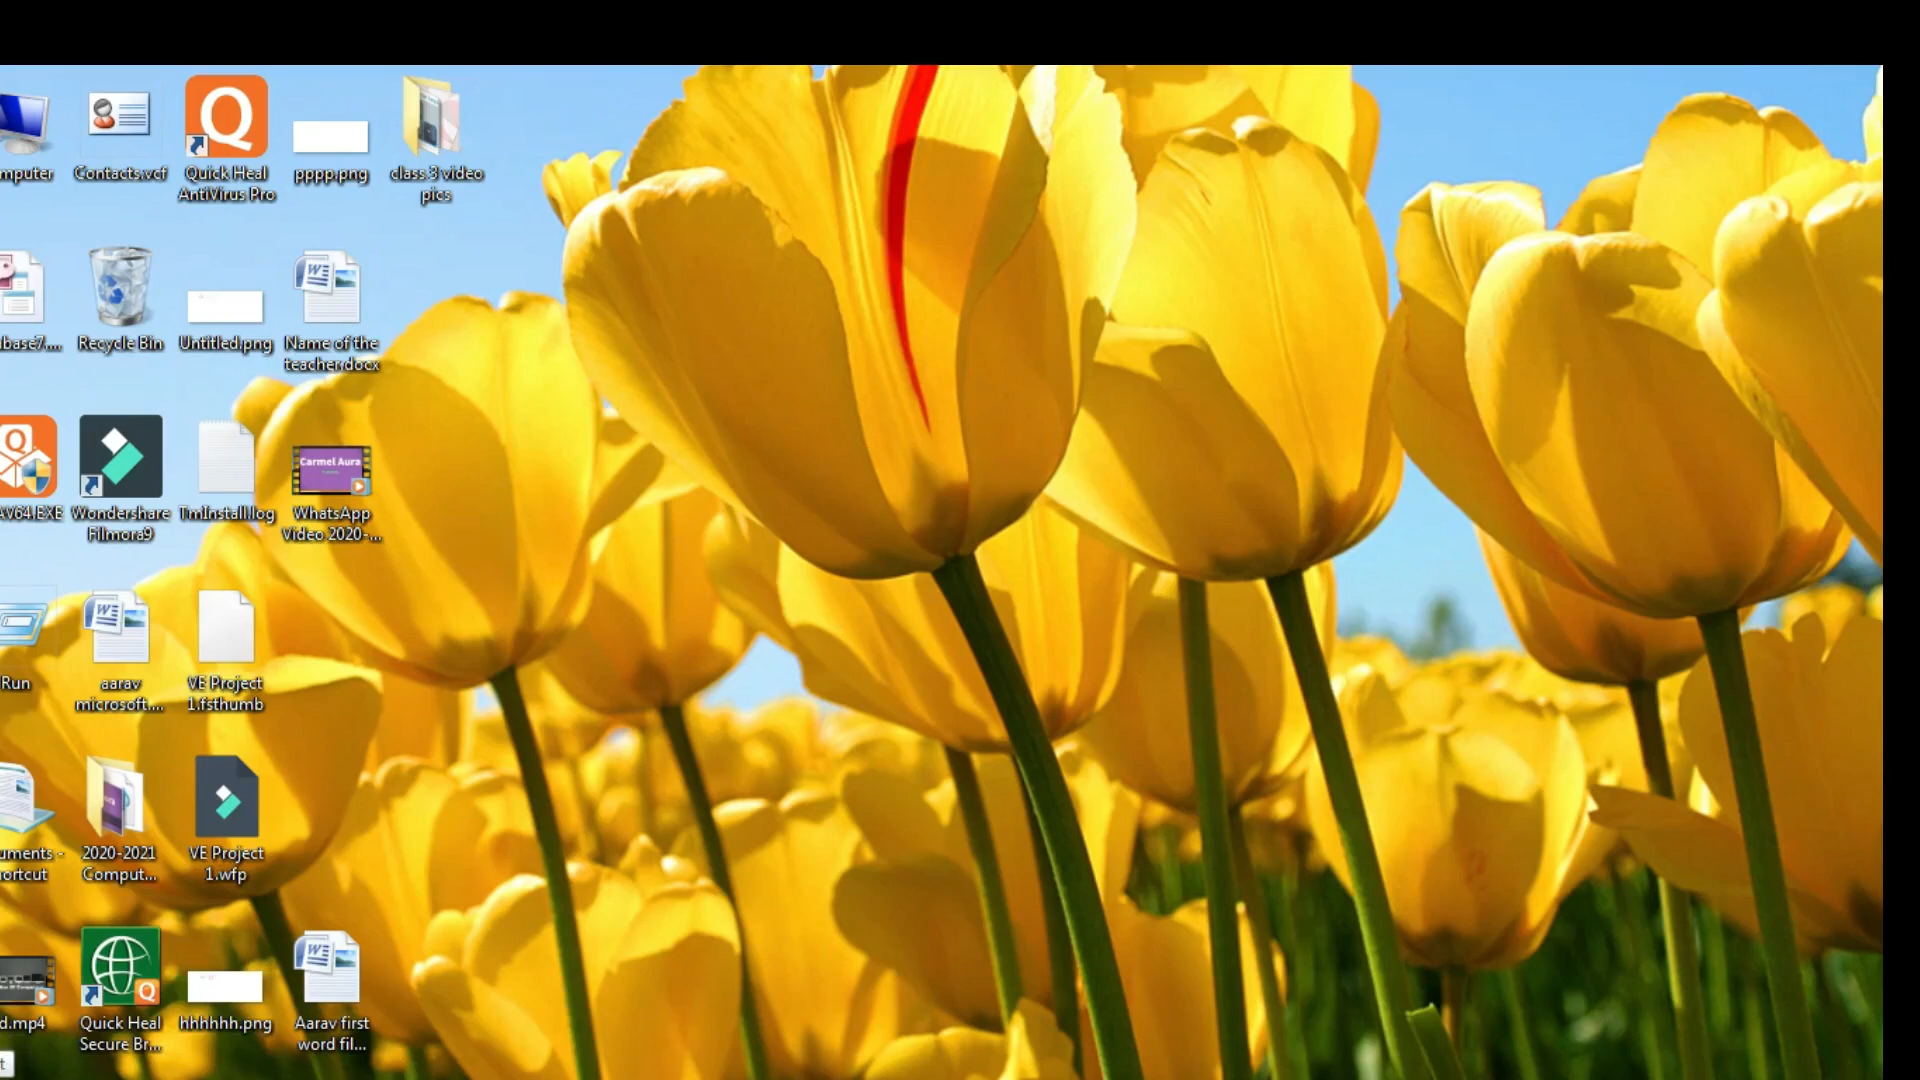 mputer
Contacts.vcf
Quick Heal
AntiVirus Pro
pppp.png
class 3 video
pics
base7....
Recycle Bin
Untitled.png
Name of the
teacher.docx
AV64.EXE
Wondershare
Filmora9
TmInstall.log
Carmel Aura
WhatsApp
Video 2020-...
Run
aarav
microsoft....
VE Project
1.fsthumb
uments -
ortcut
2020-2021
Comput...
VE Project
1.wfp
d.mp4
Quick Heal
Secure Br...
hhhhhh.png
Aarav first
word fil...
t